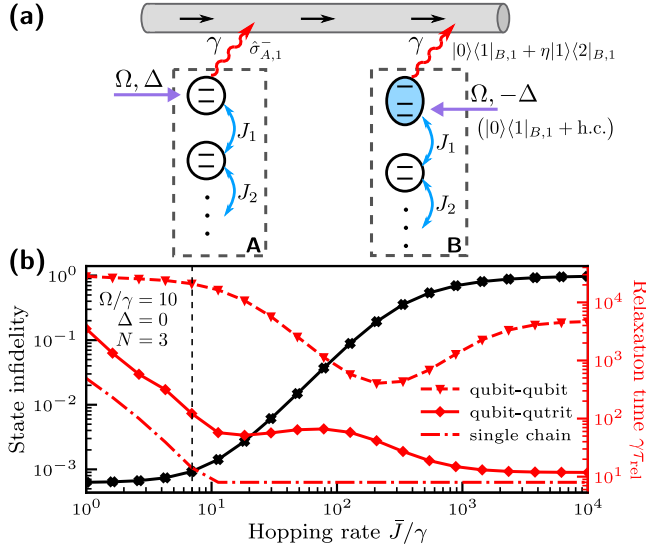 (a)
γ σ̂⁻_{A,1}
γ |0⟩⟨1|_{B,1} + η|1⟩⟨2|_{B,1}
Ω, Δ
Ω, −Δ
(|0⟩⟨1|_{B,1} + h.c.)
J₁
J₁
J₂
J₂
A
B
(b)
State infidelity
10⁰
10⁻¹
10⁻²
10⁻³
Ω/γ = 10
Δ = 0
N = 3
qubit-qubit
qubit-qutrit
single chain
10⁴
10³
10²
10¹
Relaxation time γτ_{rel}
10⁰ 10¹ 10² 10³ 10⁴
Hopping rate J̄/γ